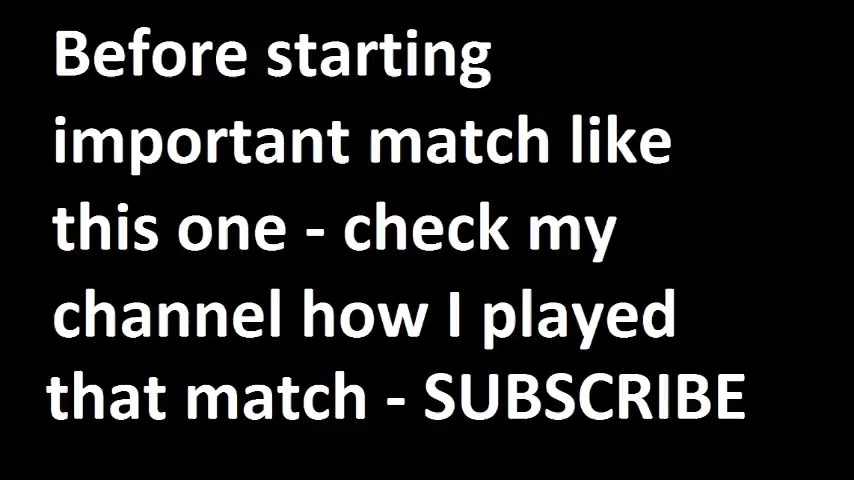 Before starting
important match like
this one - check my
channel how I played
that match - SUBSCRIBE